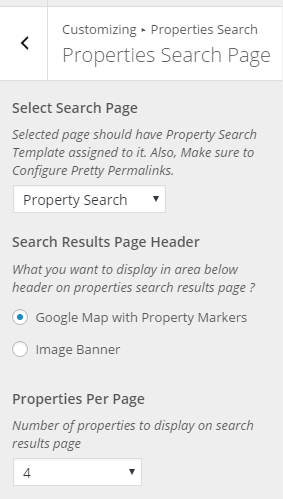 Customizing ▸ Properties Search
Properties Search Page
Select Search Page
Selected page should have Property Search
Template assigned to it. Also, Make sure to
Configure Pretty Permalinks.
Property Search
Search Results Page Header
What you want to display in area below
header on properties search results page ?
Google Map with Property Markers
Image Banner
Properties Per Page
Number of properties to display on search
results page
4